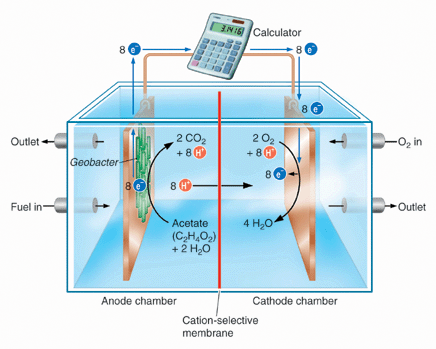 3.1416
Calculator
8 e-
8 e-
8 e-
Outlet
Geobacter
2 CO2
+ 8 H+
2 O2
+ 8 H+
O2 in
8 e-
8 H+
8 e-
Fuel in
Outlet
Acetate
(C2H4O2)
+ 2 H2O
4 H2O
Anode chamber
Cathode chamber
Cation-selective
membrane